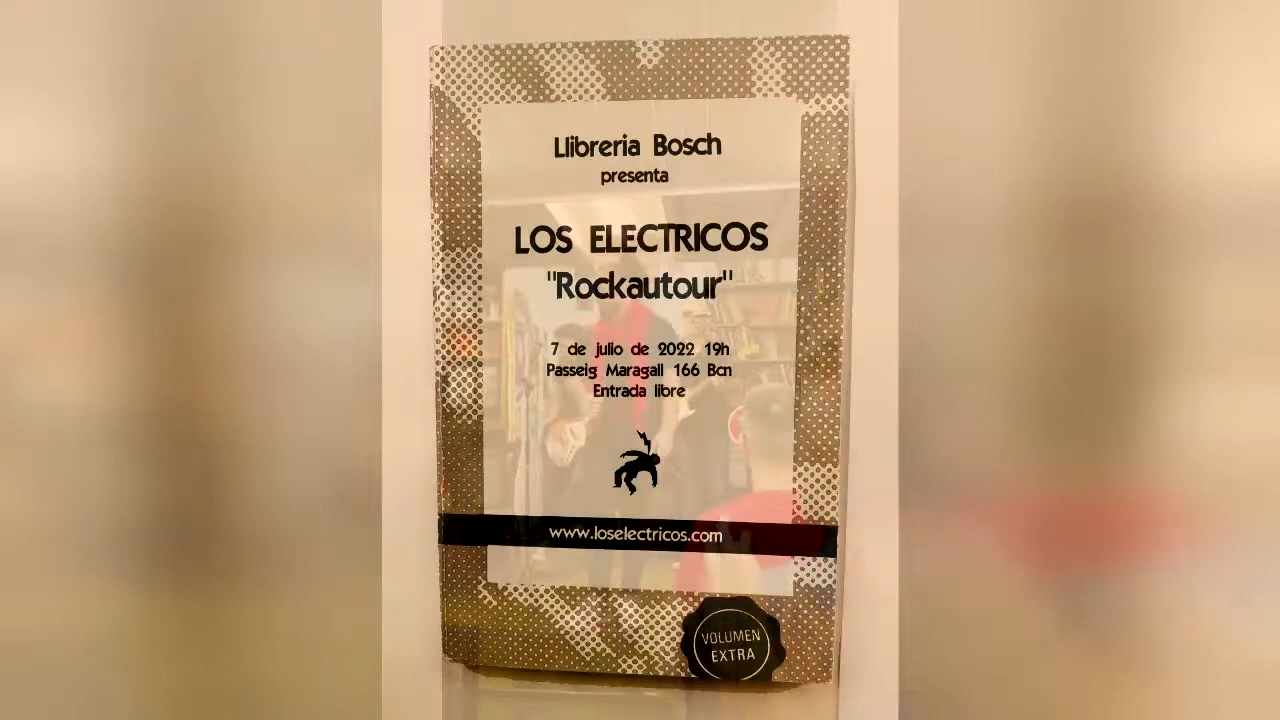 Llibreria Bosch
presenta
LOS ELECTRICOS
"Rockautour"
7 de julio de 2022 19h
Passeig Maragall 166 Bcn
Entrada libre
www.loselectricos.com
VOLUMEN
EXTRA